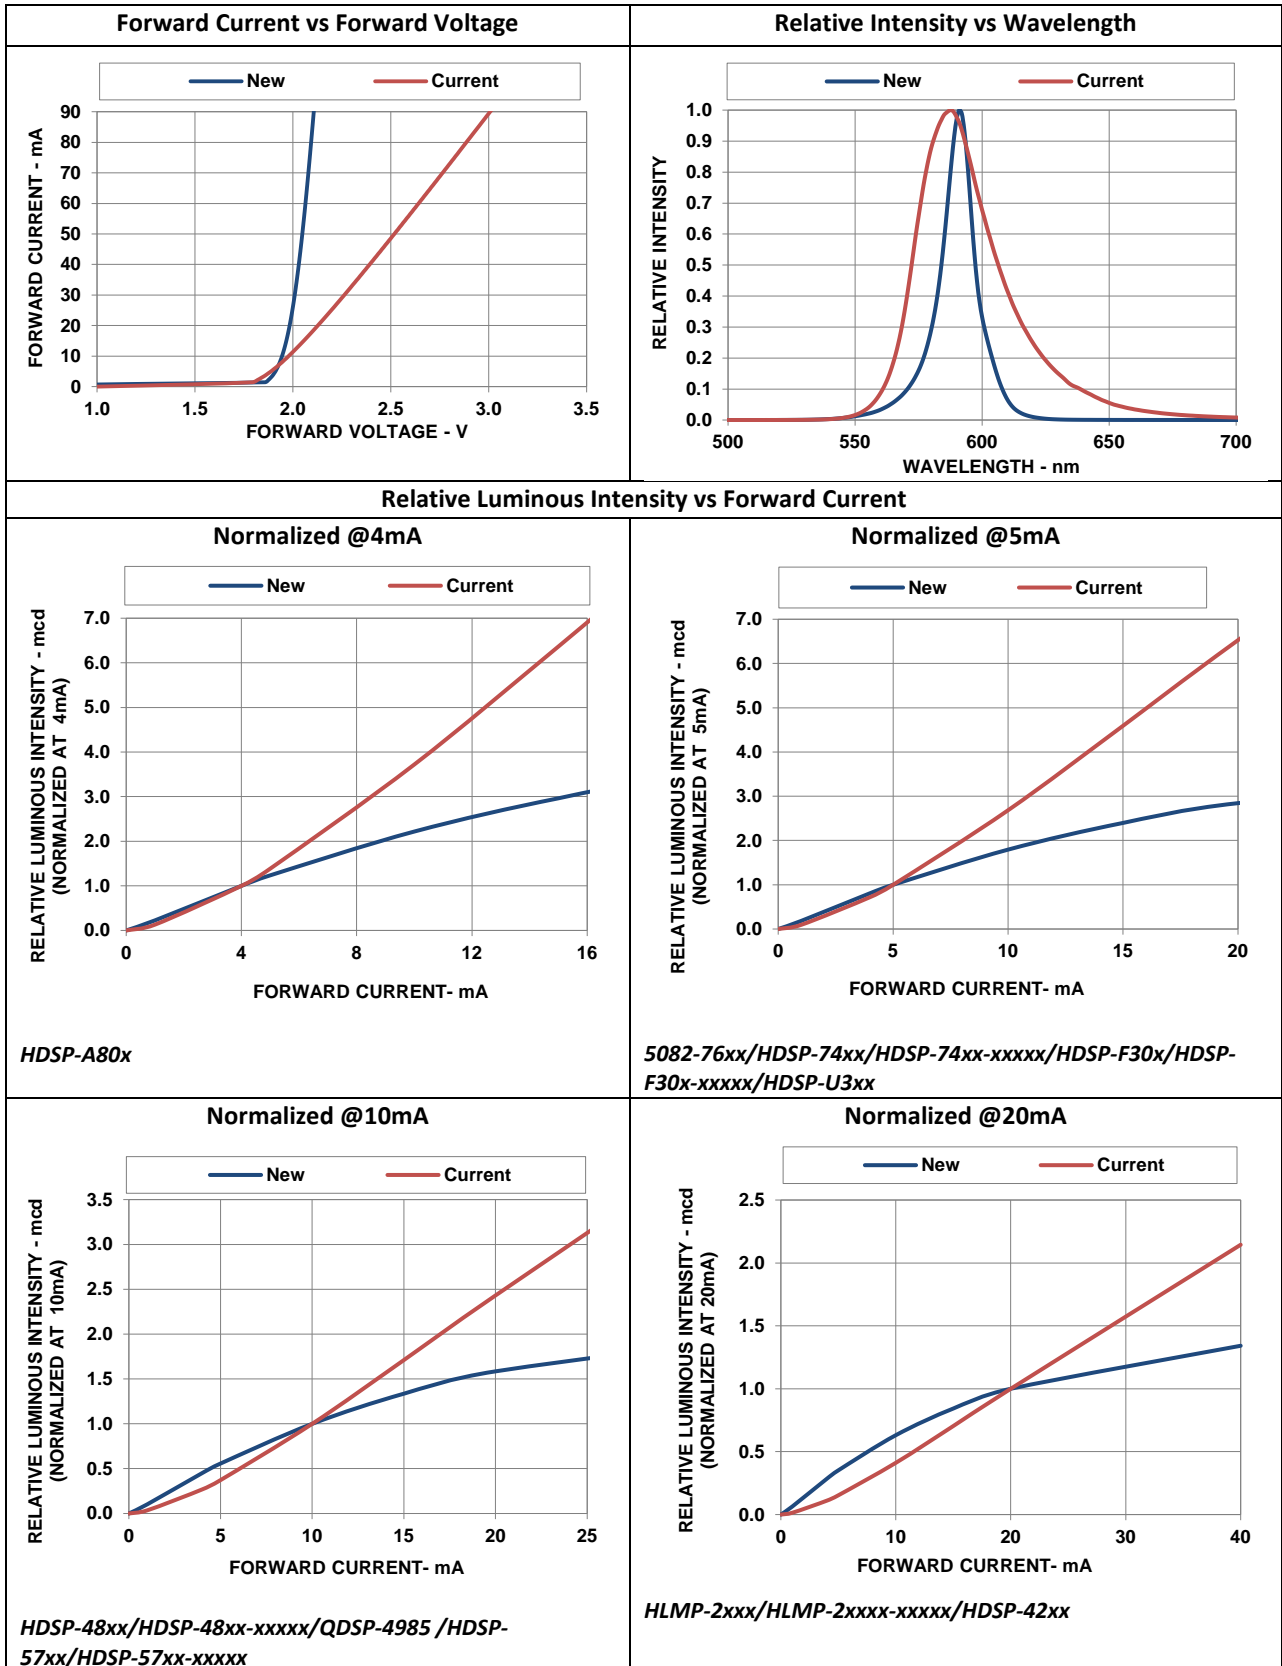 Forward Current vs Forward Voltage
New
Current
FORWARD CURRENT - mA
90
80
70
60
50
40
30
20
10
0
1.0 1.5 2.0 2.5 3.0 3.5
FORWARD VOLTAGE - V
Relative Intensity vs Wavelength
New
Current
RELATIVE INTENSITY
1.0
0.9
0.8
0.7
0.6
0.5
0.4
0.3
0.2
0.1
0.0
500 550 600 650 700
WAVELENGTH - nm
Relative Luminous Intensity vs Forward Current
Normalized @4mA
New
Current
RELATIVE LUMINOUS INTENSITY - mcd
(NORMALIZED AT 4mA)
7.0
6.0
5.0
4.0
3.0
2.0
1.0
0.0
0 4 8 12 16
FORWARD CURRENT- mA
HDSP-A80x
Normalized @5mA
New
Current
RELATIVE LUMINOUS INTENSITY - mcd
(NORMALIZED AT 5mA)
7.0
6.0
5.0
4.0
3.0
2.0
1.0
0.0
0 5 10 15 20
FORWARD CURRENT- mA
5082-76xx/HDSP-74xx/HDSP-74xx-xxxxx/HDSP-F30x/HDSP-
F30x-xxxxx/HDSP-U3xx
Normalized @10mA
New
Current
RELATIVE LUMINOUS INTENSITY - mcd
(NORMALIZED AT 10mA)
3.5
3.0
2.5
2.0
1.5
1.0
0.5
0.0
0 5 10 15 20 25
FORWARD CURRENT- mA
HDSP-48xx/HDSP-48xx-xxxxx/QDSP-4985 /HDSP-
57xx/HDSP-57xx-xxxxx
Normalized @20mA
New
Current
RELATIVE LUMINOUS INTENSITY - mcd
(NORMALIZED AT 20mA)
2.5
2.0
1.5
1.0
0.5
0.0
0 10 20 30 40
FORWARD CURRENT- mA
HLMP-2xxx/HLMP-2xxxx-xxxxx/HDSP-42xx